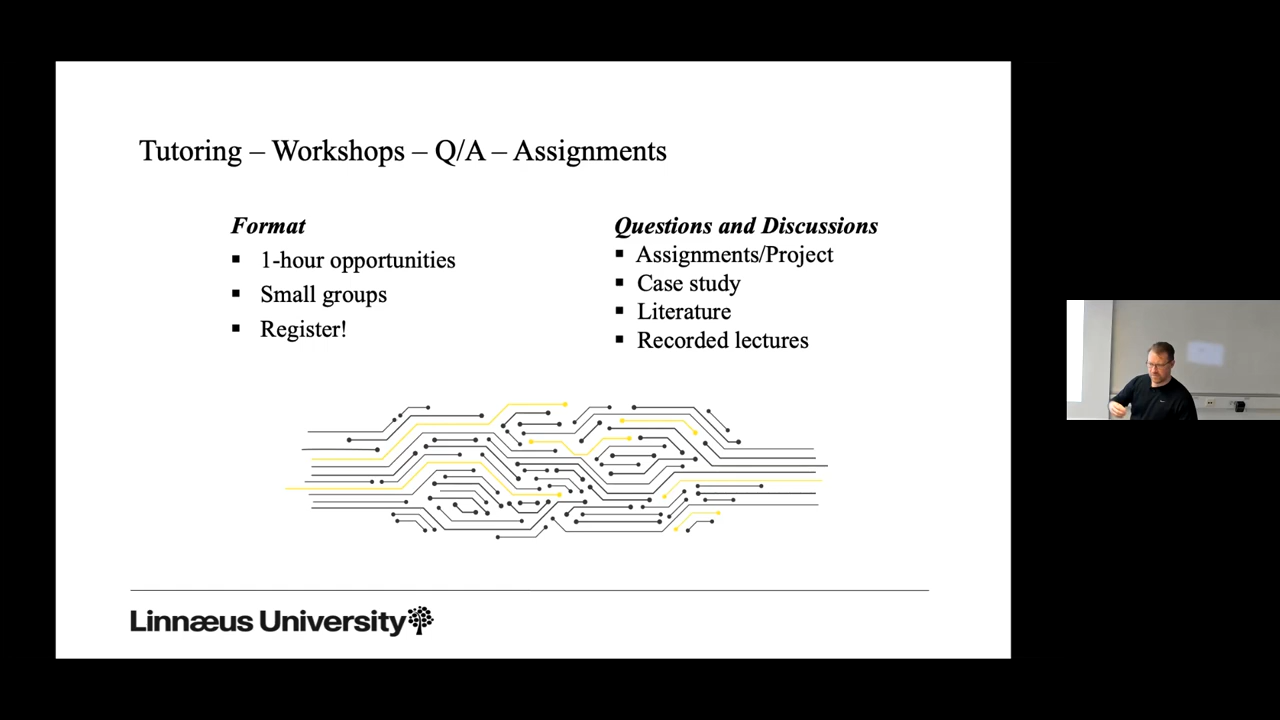 Tutoring – Workshops – Q/A – Assignments
Format
▪ 1-hour opportunities
▪ Small groups
▪ Register!
Questions and Discussions
▪ Assignments/Project
▪ Case study
▪ Literature
▪ Recorded lectures
Linnæus University